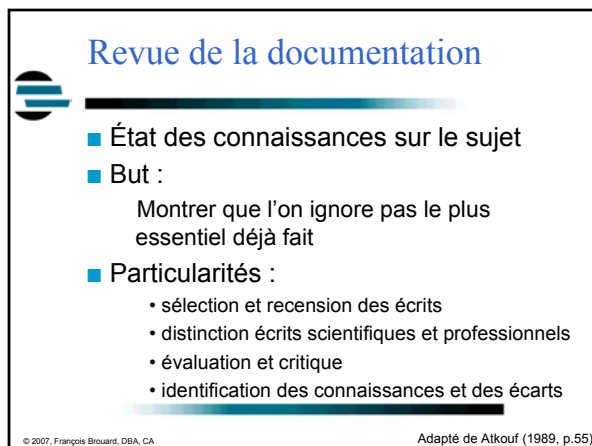 Revue de la documentation
■ État des connaissances sur le sujet
■ But :
Montrer que l'on ignore pas le plus
essentiel déjà fait
■ Particularités :
• sélection et recension des écrits
• distinction écrits scientifiques et professionnels
• évaluation et critique
• identification des connaissances et des écarts
© 2007, François Brouard, DBA, CA
Adapté de Atkouf (1989, p.55)